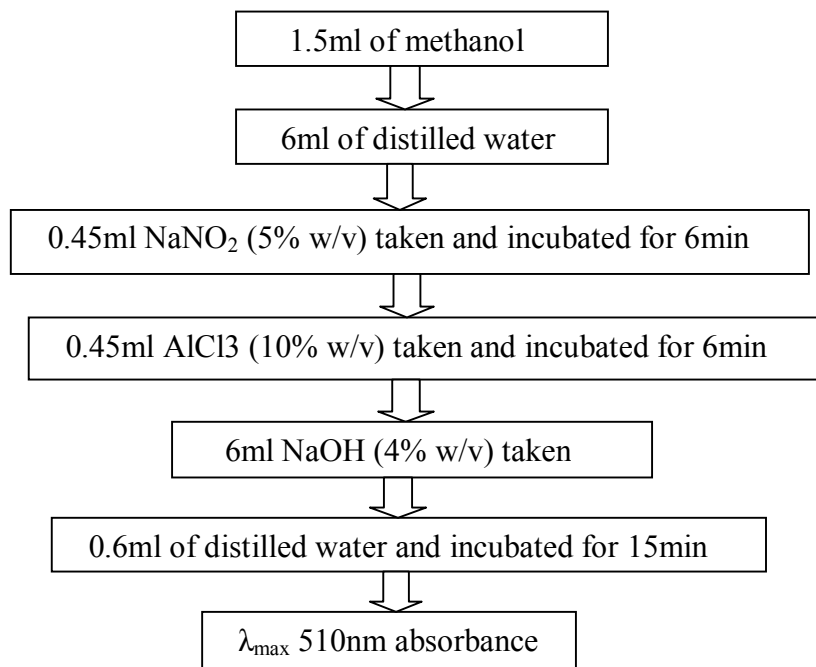 1.5ml of methanol
6ml of distilled water
0.45ml NaNO₂ (5% w/v) taken and incubated for 6min
0.45ml AlCl3 (10% w/v) taken and incubated for 6min
6ml NaOH (4% w/v) taken
0.6ml of distilled water and incubated for 15min
λmax 510nm absorbance